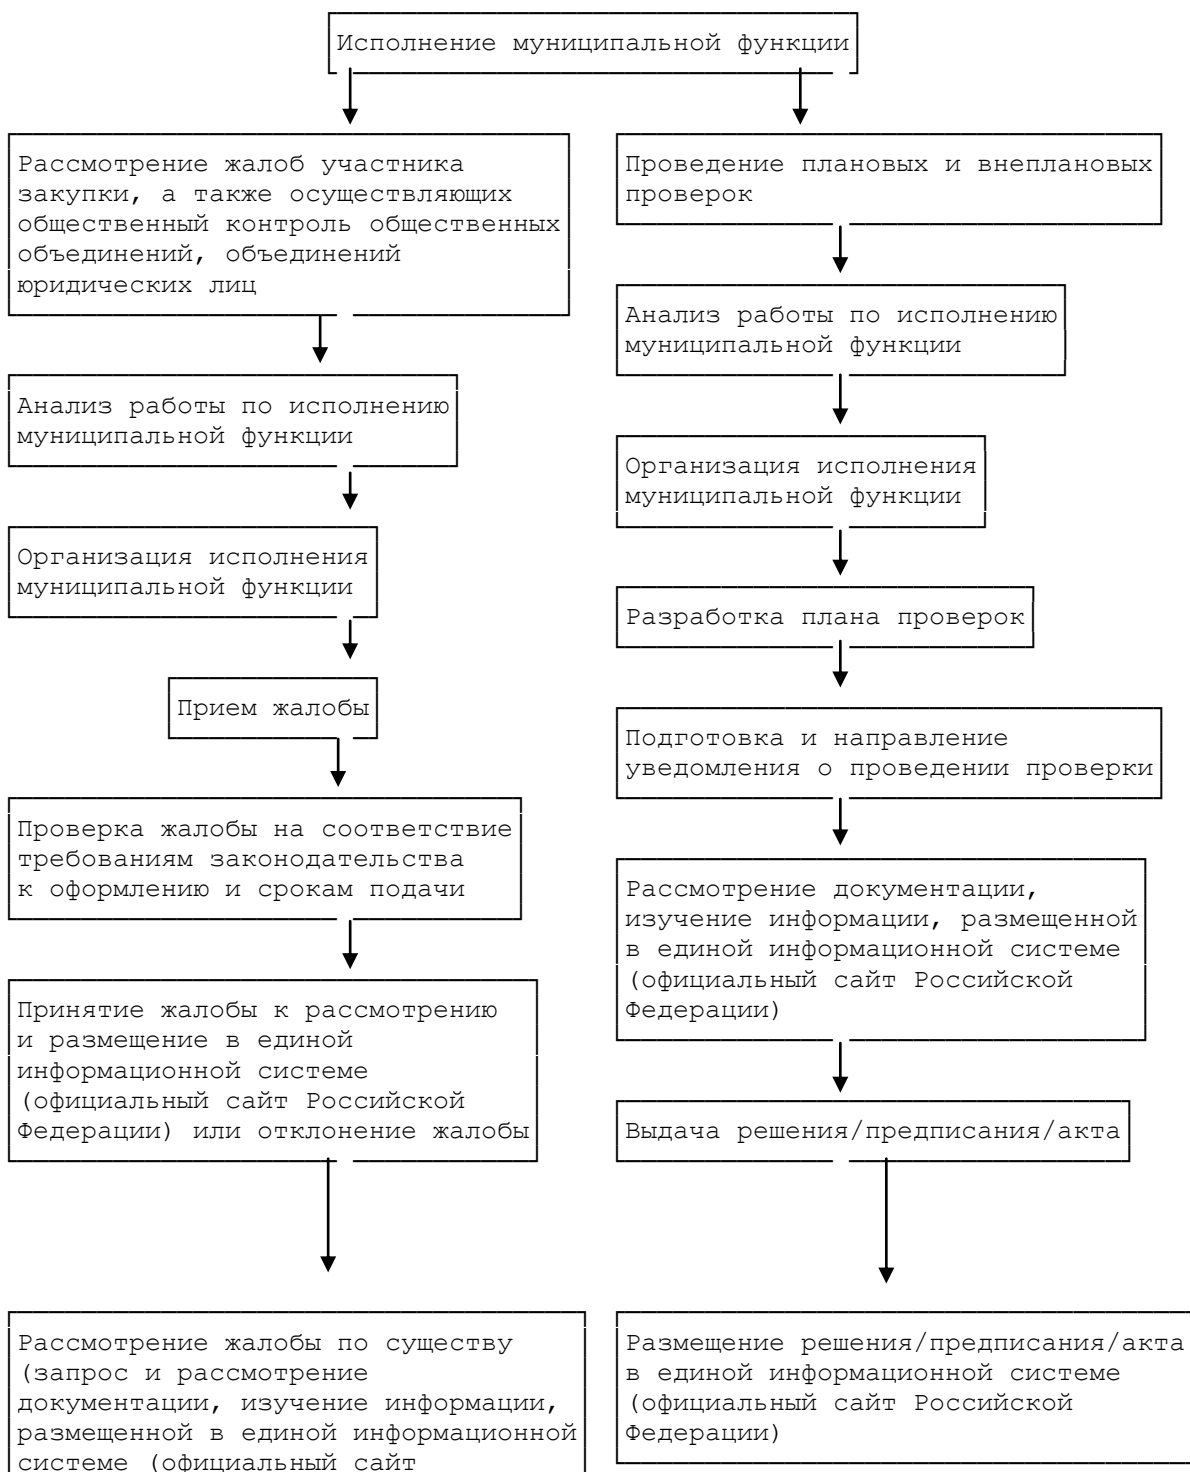 Исполнение муниципальной функции
Рассмотрение жалоб участника
закупки, а также осуществляющих
общественный контроль общественных
объединений, объединений
юридических лиц
Анализ работы по исполнению
муниципальной функции
Организация исполнения
муниципальной функции
Прием жалобы
Проверка жалобы на соответствие
требованиям законодательства
к оформлению и срокам подачи
Принятие жалобы к рассмотрению
и размещение в единой
информационной системе
(официальный сайт Российской
Федерации) или отклонение жалобы
Рассмотрение жалобы по существу
(запрос и рассмотрение
документации, изучение информации,
размещенной в единой информационной
системе (официальный сайт
Проведение плановых и внеплановых
проверок
Анализ работы по исполнению
муниципальной функции
Организация исполнения
муниципальной функции
Разработка плана проверок
Подготовка и направление
уведомления о проведении проверки
Рассмотрение документации,
изучение информации, размещенной
в единой информационной системе
(официальный сайт Российской
Федерации)
Выдача решения/предписания/акта
Размещение решения/предписания/акта
в единой информационной системе
(официальный сайт Российской
Федерации)